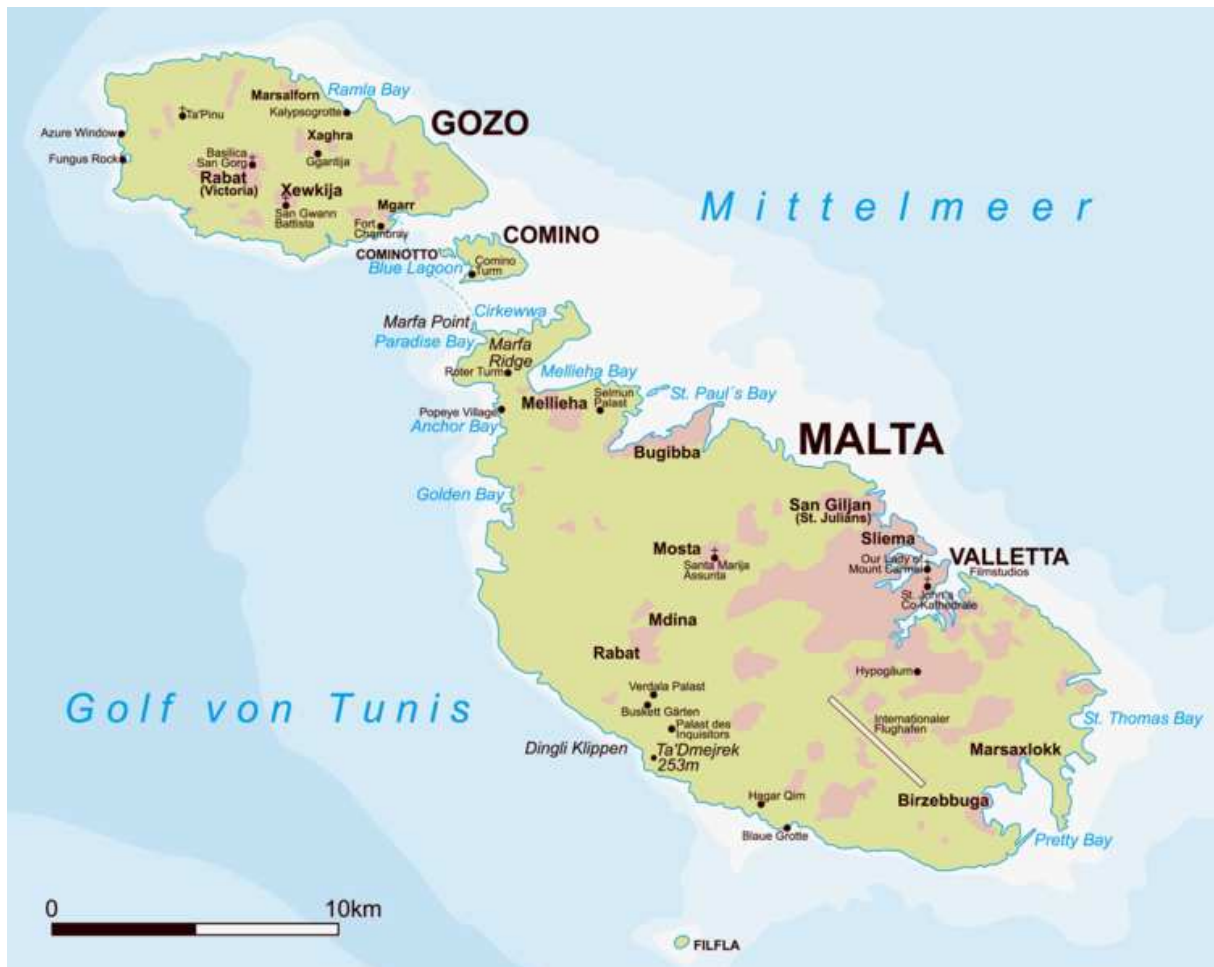 Marsalforn
Ramla Bay
Kalypsogrotte
Ta'Pinu
GOZO
Azure Window
Xaghra
Fungus Rock
Basilica
San Gorg
Ggantija
Rabat
(Victoria)
Xewkija
San Gwann
Battista
Mgarr
Fort
Chambray
Mittelmeer
COMINO
COMINOTTO
Blue Lagoon
Comino
Turm
Cirkewwa
Marfa Point
Paradise Bay
Marfa
Ridge
Roter Turm
Mellieha Bay
Mellieha
Selmun
Palast
St. Paul´s Bay
Popeye Village
Anchor Bay
Bugibba
MALTA
Golden Bay
San Giljan
(St. Julians)
Sliema
Mosta
Santa Marija
Assunta
VALLETTA
Our Lady of
Mount Carmel
Filmstudios
St. John´s
Co-Kathedrale
Mdina
Rabat
Hypogäum
Verdala Palast
Buskett Gärten
Palast des
Inquisitors
Golf von Tunis
Internationaler
Flughafen
St. Thomas Bay
Dingli Klippen
Ta'Dmejrek
253m
Marsaxlokk
Hagar Qim
Birzebbuga
Blaue Grotte
Pretty Bay
0
10km
FILFLA